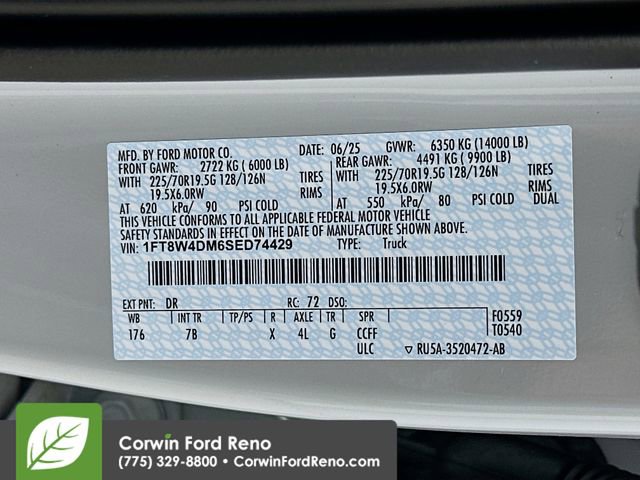 MFD. BY FORD MOTOR CO. DATE: 06/25 GVWR: 6350 KG (14000 LB)
FRONT GAWR: 2722 KG (6000 LB) REAR GAWR: 4491 KG (9900 LB)
WITH 225/70R19.5G 128/126N TIRES WITH 225/70R19.5G 128/126N TIRES
19.5X6.0RW RIMS 19.5X6.0RW RIMS
AT 620 kPa/ 90 PSI COLD AT 550 kPa/ 80 PSI COLD DUAL
THIS VEHICLE CONFORMS TO ALL APPLICABLE FEDERAL MOTOR VEHICLE
SAFETY STANDARDS IN EFFECT ON THE DATE OF MANUFACTURE SHOWN ABOVE.
VIN: 1FT8W4DM6SED74429 TYPE: Truck
EXT PNT: DR RC: 72 DSO:
WB INT TR TP/PS R AXLE TR SPR F0559
176 7B X 4L G CCFF T0540
ULC ▽ RU5A-3520472-AB
Corwin Ford Reno
(775) 329-8800 • CorwinFordReno.com